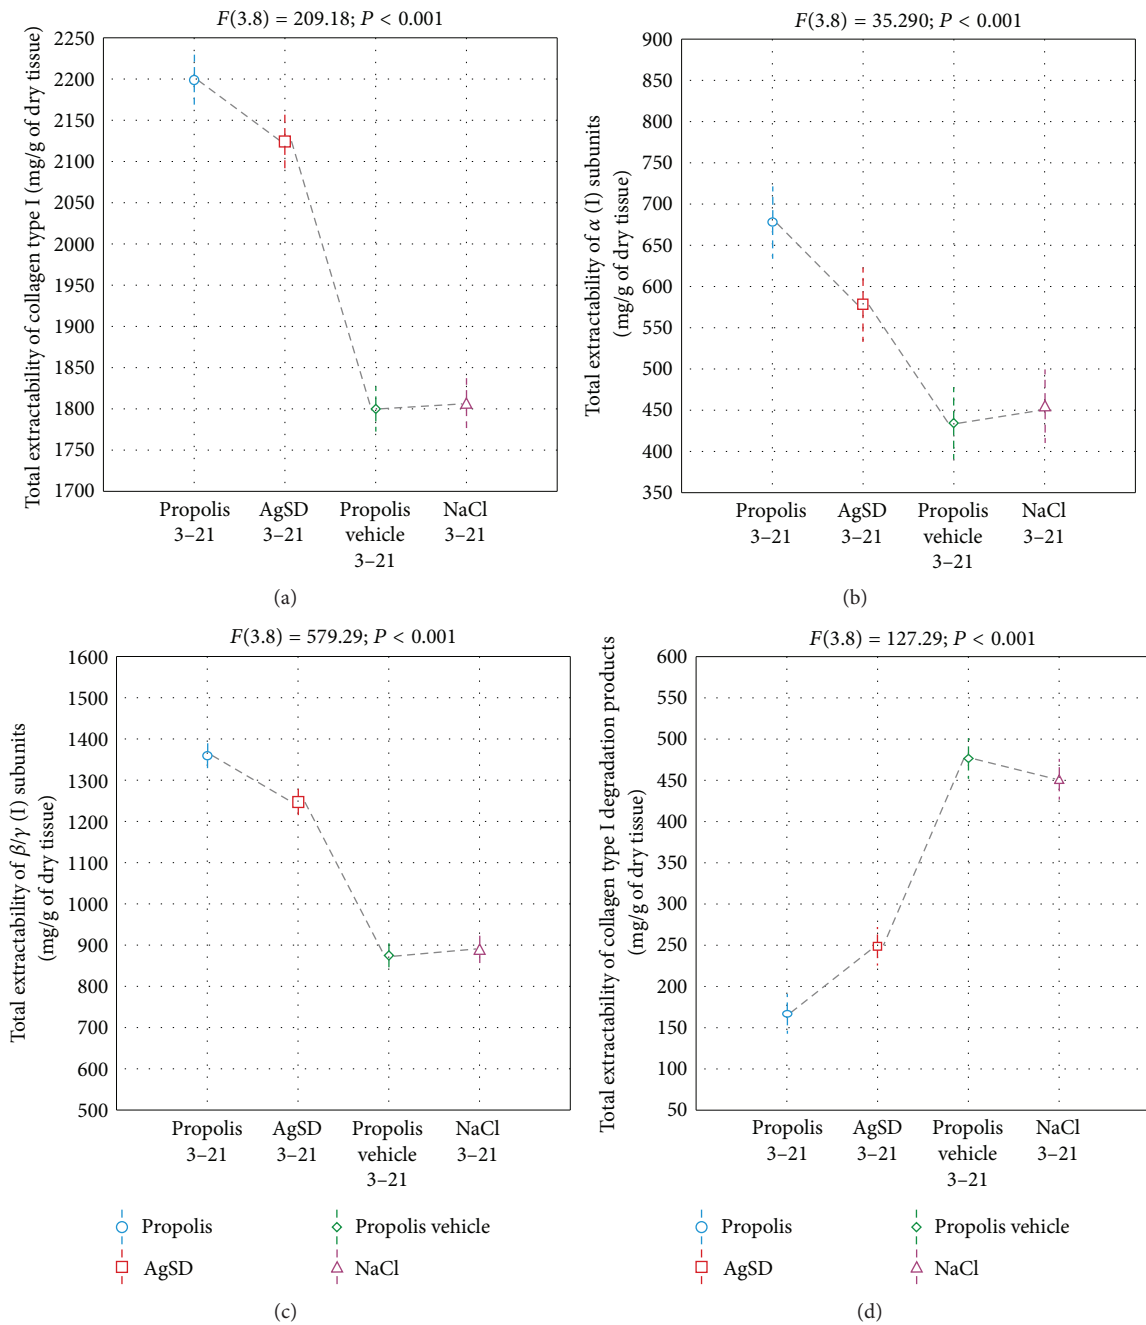 F(3.8) = 209.18; P < 0.001
Total extractability of collagen type I (mg/g of dry tissue)
2250
2200
2150
2100
2050
2000
1950
1900
1850
1800
1750
1700
Propolis 3–21
AgSD 3–21
Propolis vehicle 3–21
NaCl 3–21
(a)
F(3.8) = 35.290; P < 0.001
Total extractability of α (I) subunits
(mg/g of dry tissue)
900
850
800
750
700
650
600
550
500
450
400
350
Propolis 3–21
AgSD 3–21
Propolis vehicle 3–21
NaCl 3–21
(b)
F(3.8) = 579.29; P < 0.001
Total extractability of β/γ (I) subunits
(mg/g of dry tissue)
1600
1500
1400
1300
1200
1100
1000
900
800
700
600
500
Propolis 3–21
AgSD 3–21
Propolis vehicle 3–21
NaCl 3–21
Propolis
AgSD
Propolis vehicle
NaCl
(c)
F(3.8) = 127.29; P < 0.001
Total extractability of collagen type I degradation products
(mg/g of dry tissue)
600
550
500
450
400
350
300
250
200
150
100
50
Propolis 3–21
AgSD 3–21
Propolis vehicle 3–21
NaCl 3–21
Propolis
AgSD
Propolis vehicle
NaCl
(d)